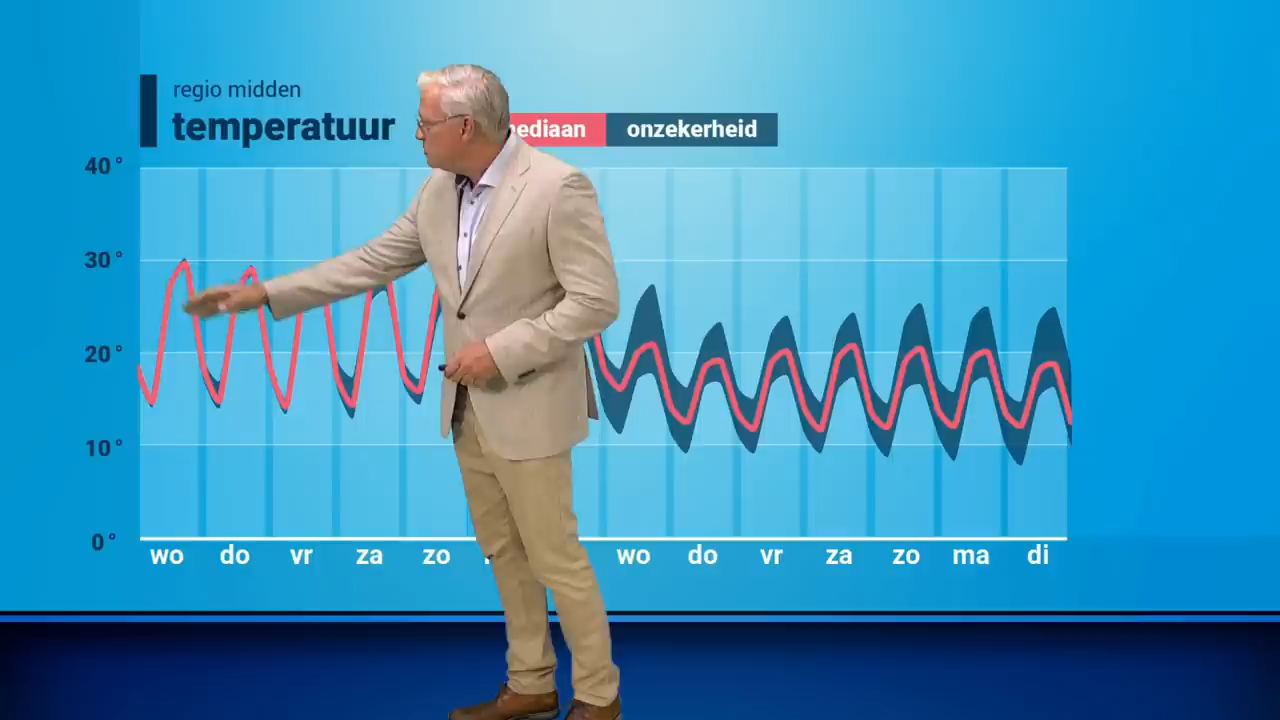 regio midden
temperatuur
onzekerheid
40°
30°
20°
10°
0°
wo do vr za zo wo do vr za zo ma di